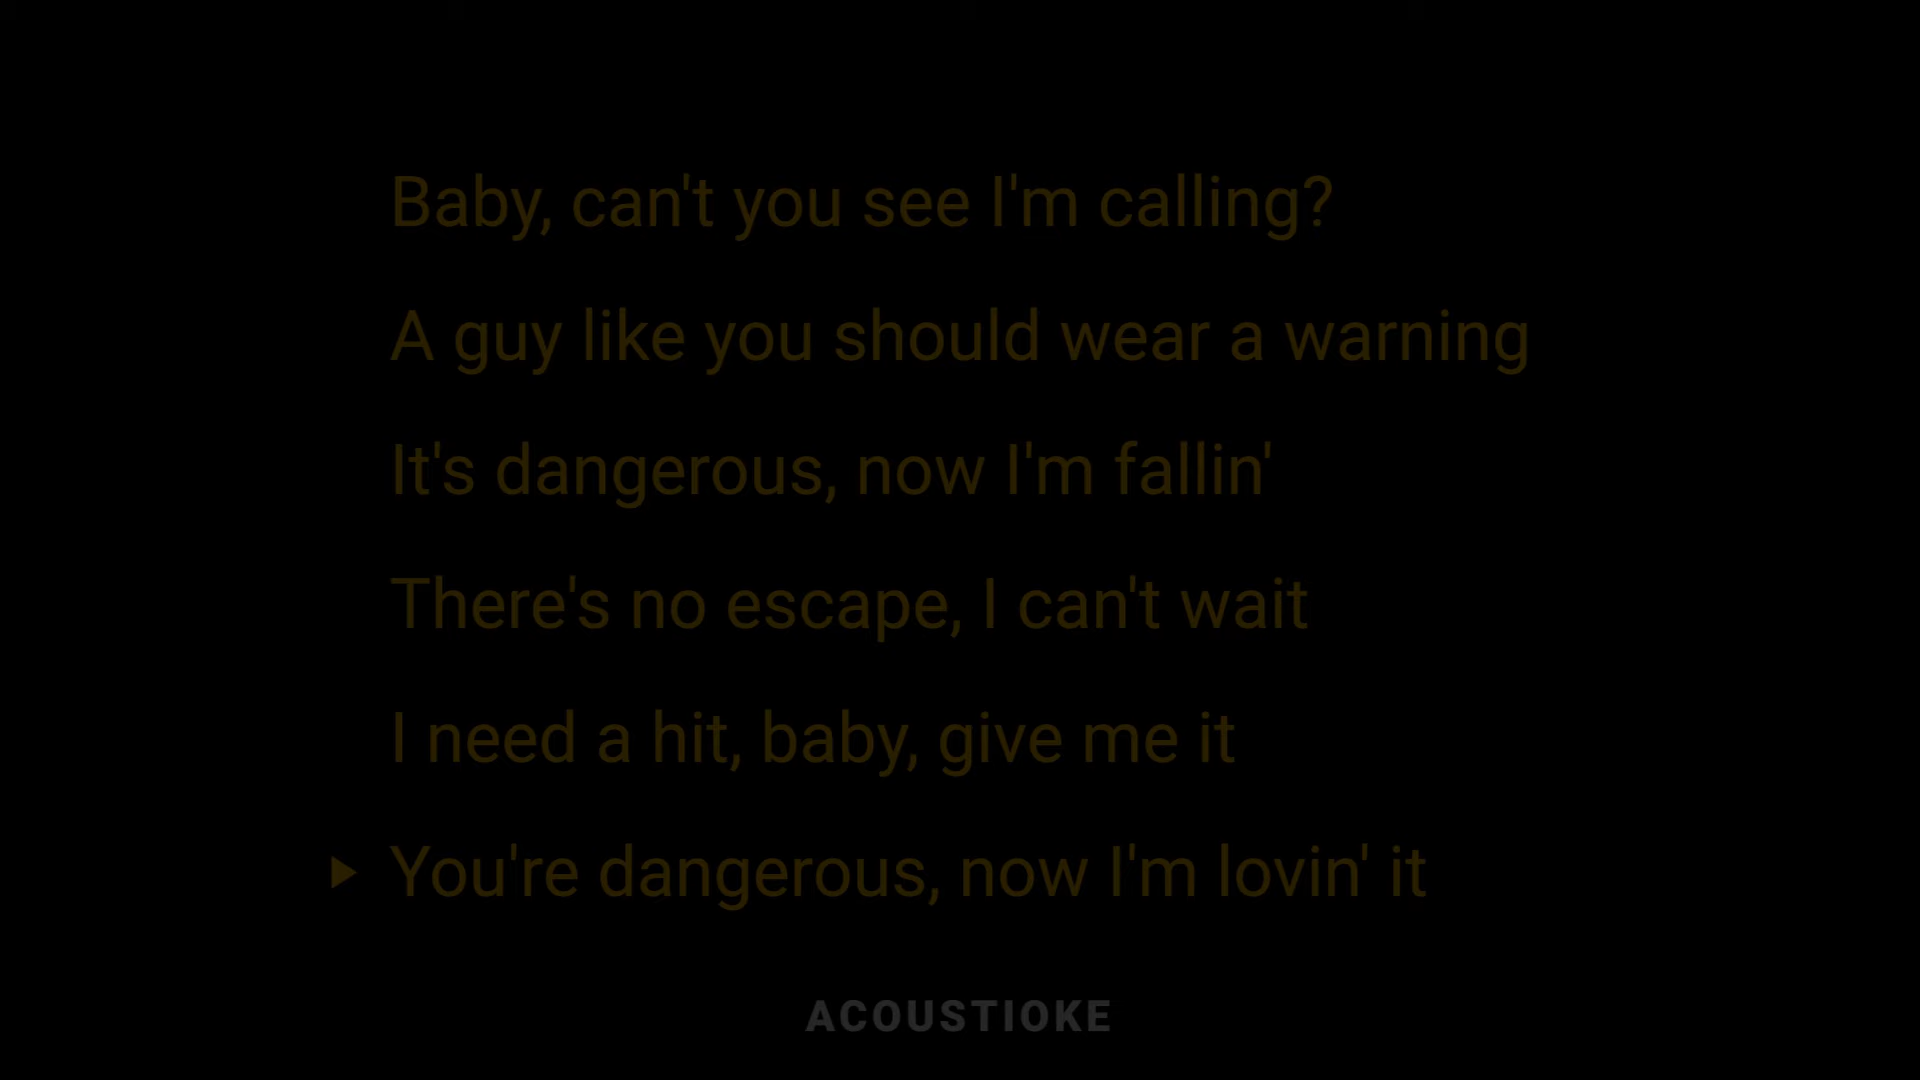 Baby, can't you see I'm calling?
A guy like you should wear a warning
It's dangerous, now I'm fallin'
There's no escape, I can't wait
I need a hit, baby, give me it
You're dangerous, now I'm lovin' it
ACOUSTIOKE